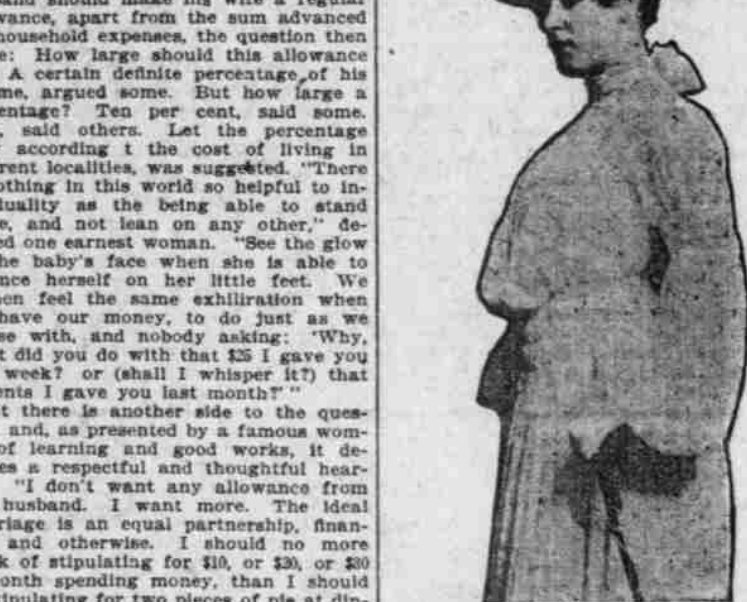 and should make his wife a regular
wance, apart from the sum advanced
household expenses, the question then
e: How large should this allowance
A certain definite percentage of his
me, argued some. But how large a
entage? Ten per cent, said some.
, said others. Let the percentage
according t the cost of living in
rent localities, was suggested. "There
othing in this world so helpful to in-
duality as the being able to stand
e, and not lean on any other," de-
ed one earnest woman. "See the glow
he baby's face when she is able to
nce herself on her little feet. We
en feel the same exhiliration when
have our money, to do just as we
se with, and nobody asking: 'Why,
t did you do with that $25 I gave you
week? or (shall I whisper it?) that
ents I gave you last month?' "
t there is another side to the ques-
and, as presented by a famous wom-
of learning and good works, it de-
es a respectful and thoughtful hear-
"I don't want any allowance from
husband. I want more. The ideal
riage is an equal partnership, finan-
and otherwise. I should no more
k of stipulating for $10, or $20, or $30
onth spending money, than I should
tipulating for two pieces of pie at din-